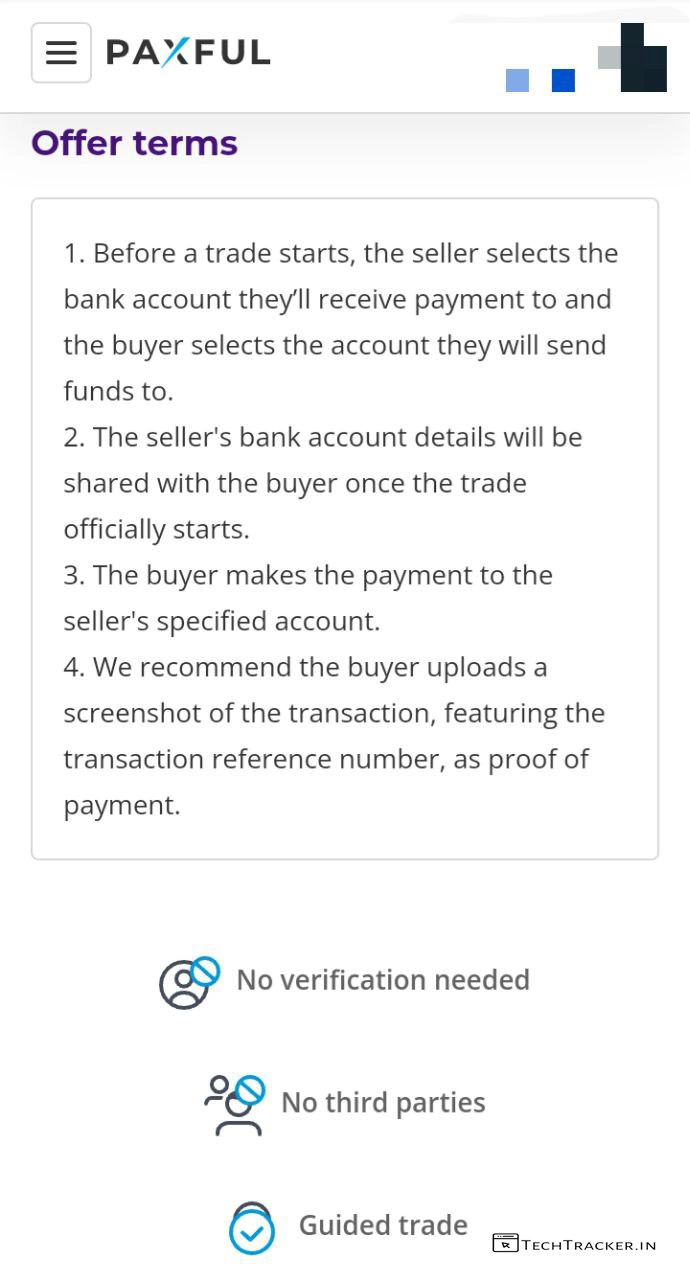 PAXFUL
Offer terms
1. Before a trade starts, the seller selects the
bank account they’ll receive payment to and
the buyer selects the account they will send
funds to.
2. The seller's bank account details will be
shared with the buyer once the trade
officially starts.
3. The buyer makes the payment to the
seller's specified account.
4. We recommend the buyer uploads a
screenshot of the transaction, featuring the
transaction reference number, as proof of
payment.
No verification needed
No third parties
Guided trade
TECHTRACKER.IN